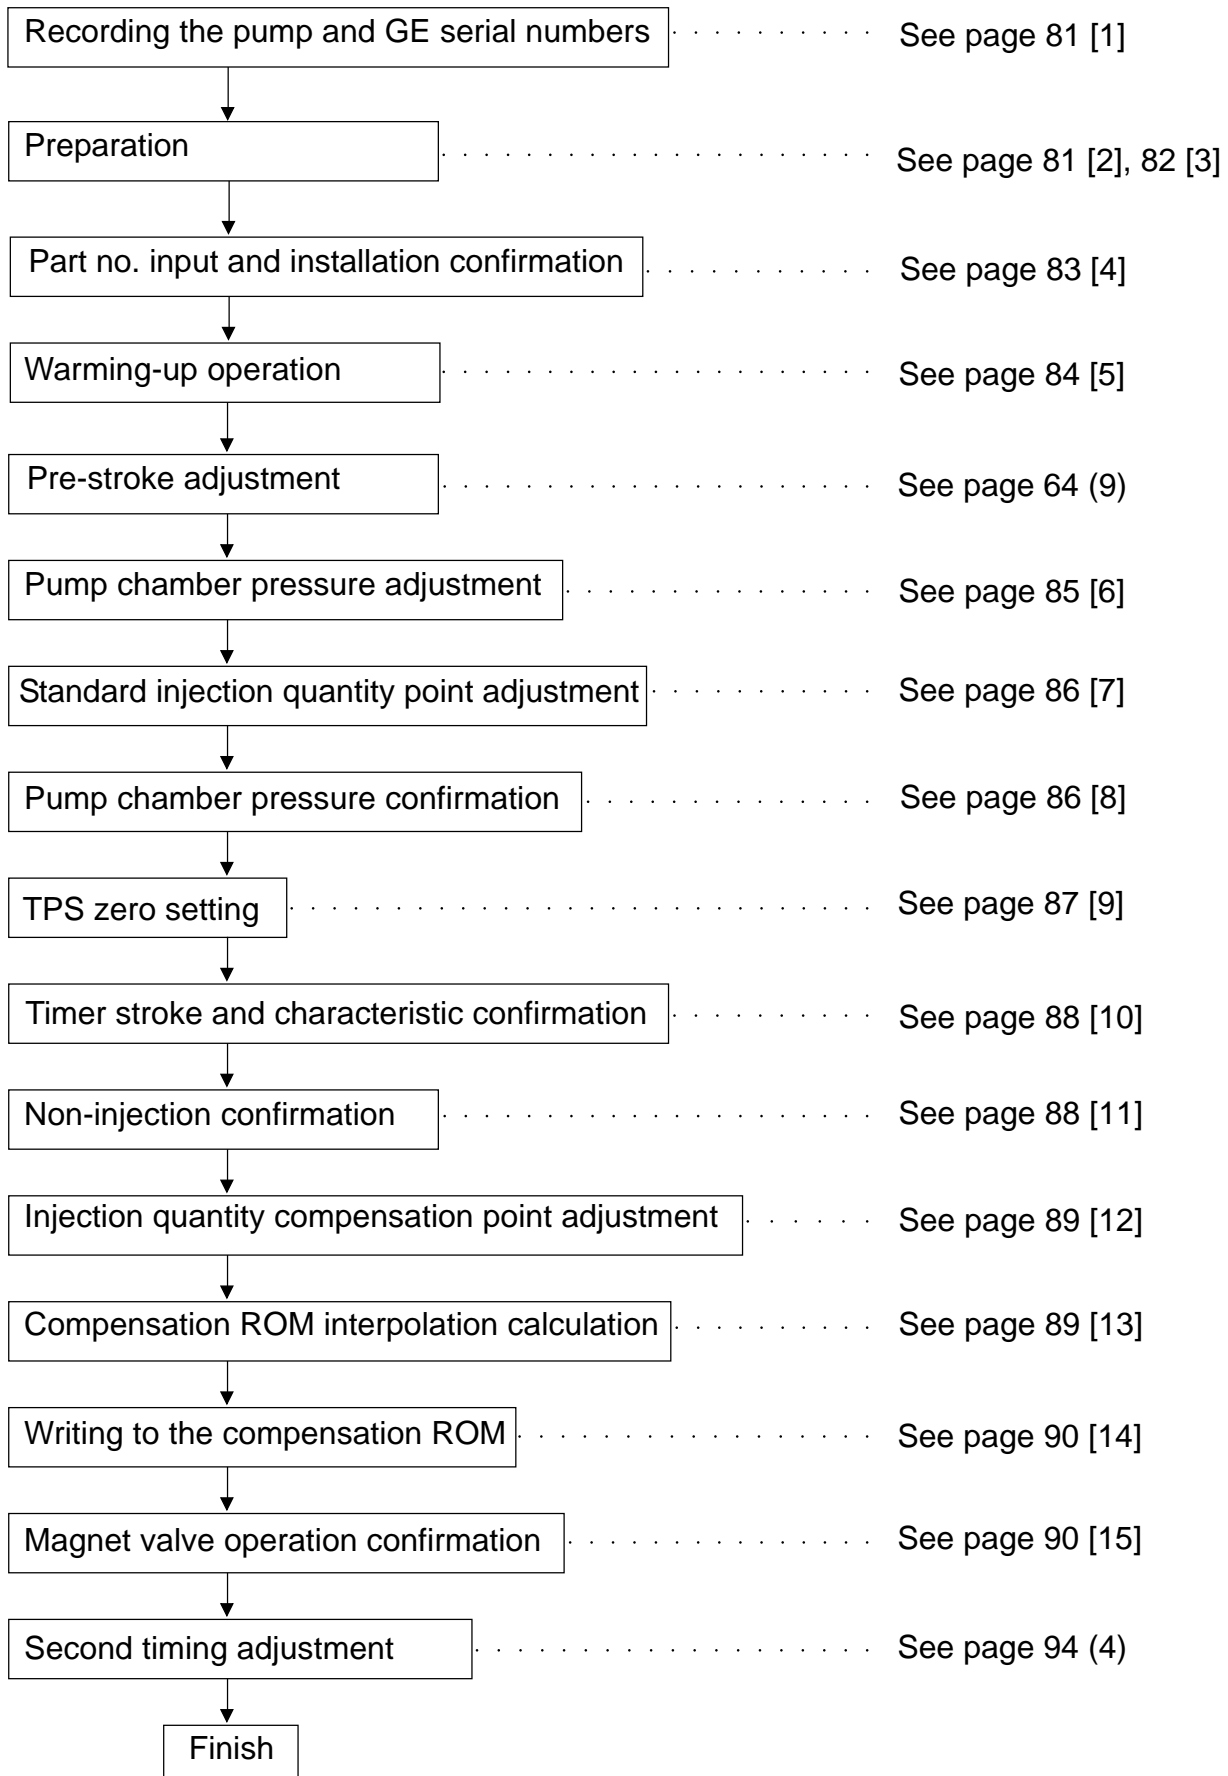 Recording the pump and GE serial numbers See page 81 [1]
Preparation See page 81 [2], 82 [3]
Part no. input and installation confirmation See page 83 [4]
Warming-up operation See page 84 [5]
Pre-stroke adjustment See page 64 (9)
Pump chamber pressure adjustment See page 85 [6]
Standard injection quantity point adjustment See page 86 [7]
Pump chamber pressure confirmation See page 86 [8]
TPS zero setting See page 87 [9]
Timer stroke and characteristic confirmation See page 88 [10]
Non-injection confirmation See page 88 [11]
Injection quantity compensation point adjustment See page 89 [12]
Compensation ROM interpolation calculation See page 89 [13]
Writing to the compensation ROM See page 90 [14]
Magnet valve operation confirmation See page 90 [15]
Second timing adjustment See page 94 (4)
Finish